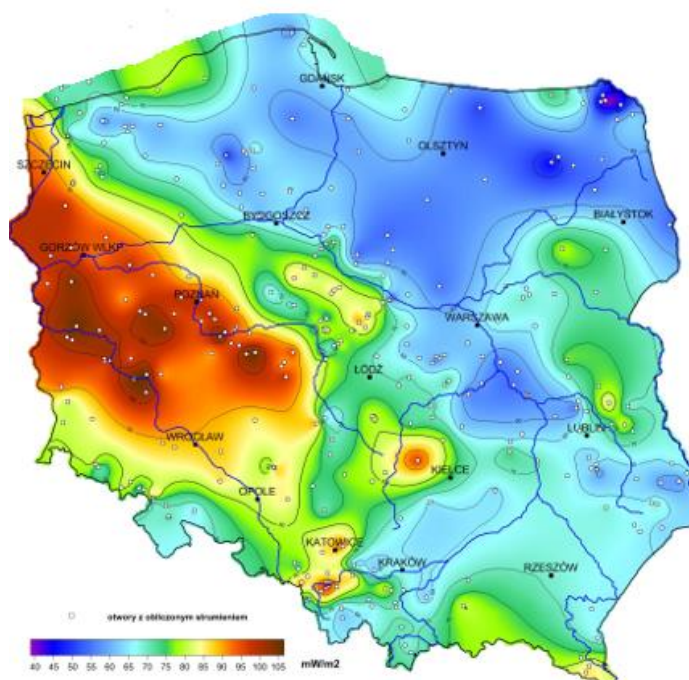 GDAŃSK
OLSZTYN
SZCZECIN
BIAŁYSTOK
BYDGOSZCZ
GORZÓW WLKP
POZNAŃ
WARSZAWA
ŁÓDŹ
LUBLIN
WROCŁAW
KIELCE
OPOLE
KATOWICE
KRAKÓW
RZESZÓW
otwory z obliczonym strumieniem
40 45 50 55 60 65 70 75 80 85 90 95 100 105 mW/m2